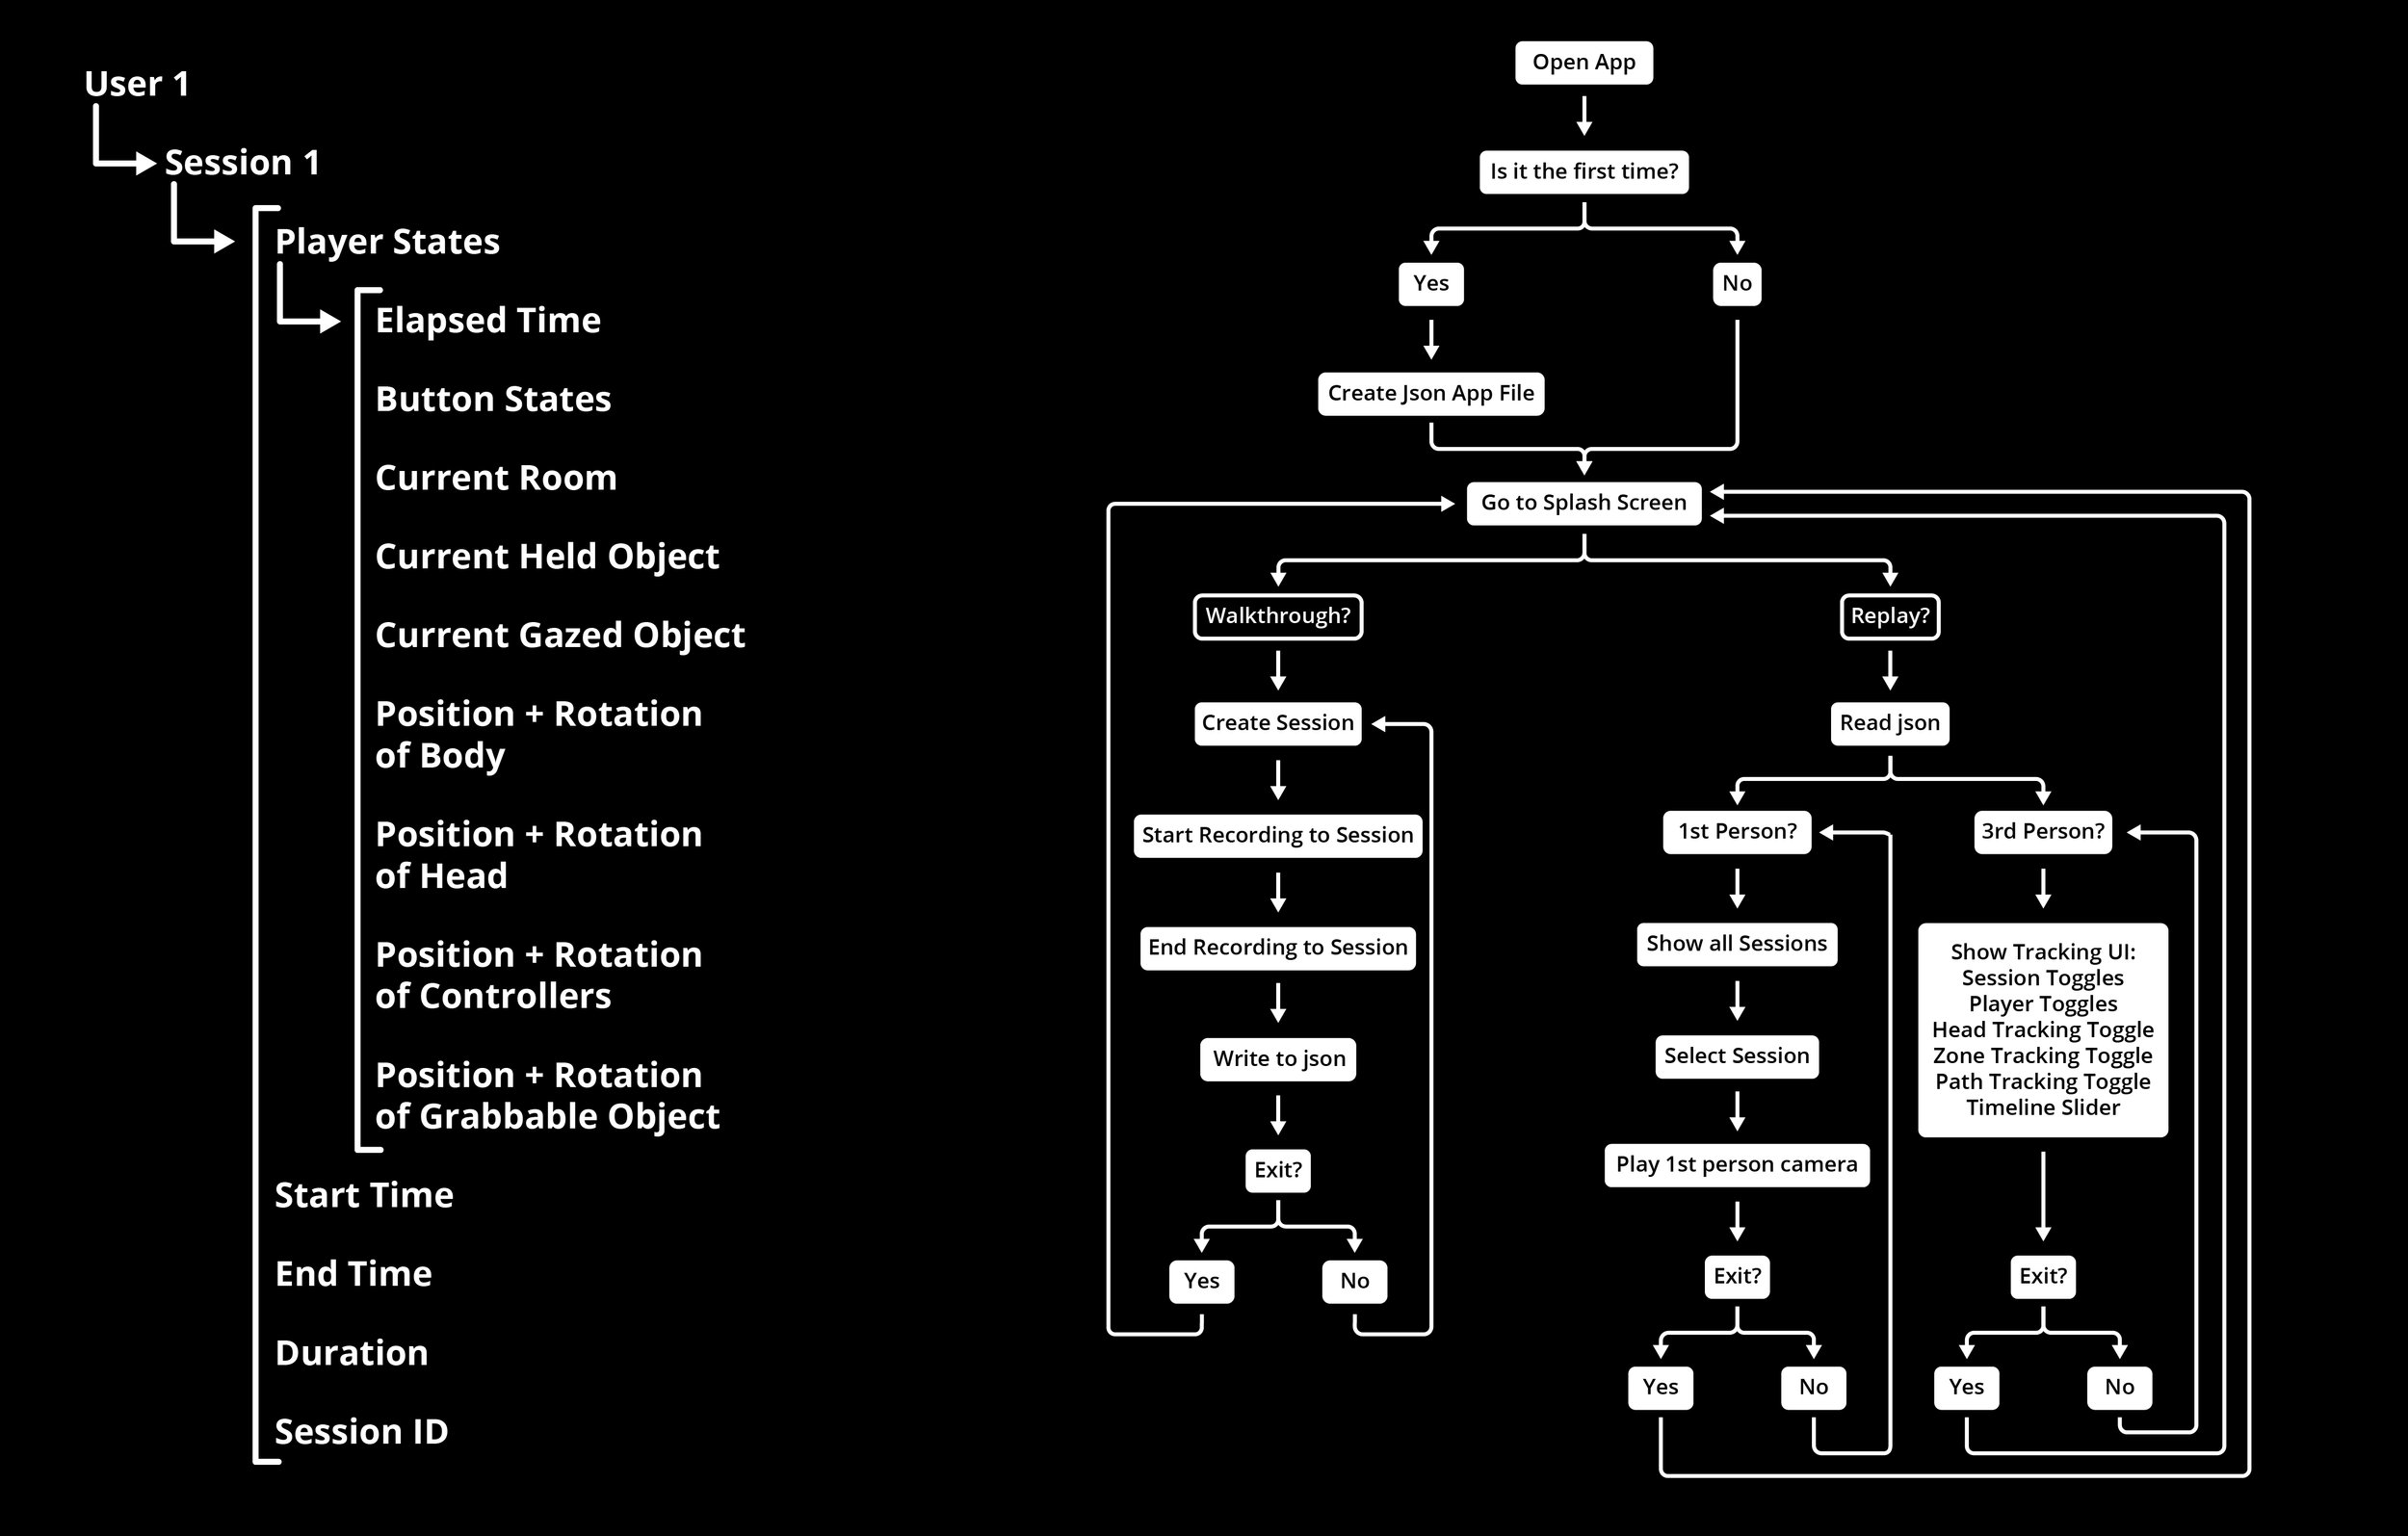 User 1
Session 1
Player States
Elapsed Time
Button States
Current Room
Current Held Object
Current Gazed Object
Position + Rotation
of Body
Position + Rotation
of Head
Position + Rotation
of Controllers
Position + Rotation
of Grabbable Object
Start Time
End Time
Duration
Session ID
Open App
Is it the first time?
Yes
No
Create Json App File
Go to Splash Screen
Walkthrough?
Create Session
Start Recording to Session
End Recording to Session
Write to json
Exit?
Yes
No
Replay?
Read json
1st Person?
Show all Sessions
Select Session
Play 1st person camera
Exit?
Yes
No
3rd Person?
Show Tracking UI:
Session Toggles
Player Toggles
Head Tracking Toggle
Zone Tracking Toggle
Path Tracking Toggle
Timeline Slider
Exit?
Yes
No